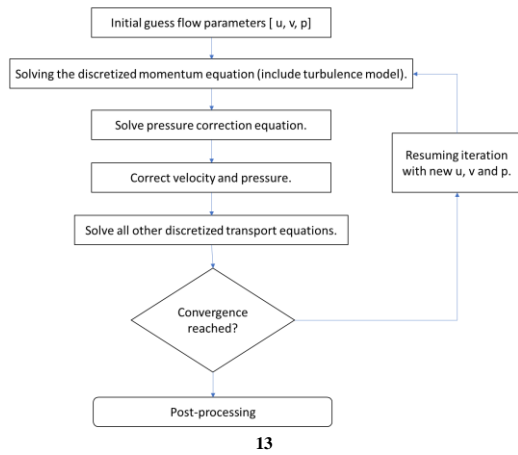 Initial guess flow parameters [ u, v, p]
Solving the discretized momentum equation (include turbulence model).
Solve pressure correction equation.
Correct velocity and pressure.
Solve all other discretized transport equations.
Resuming iteration
with new u, v and p.
Convergence
reached?
Post-processing
13